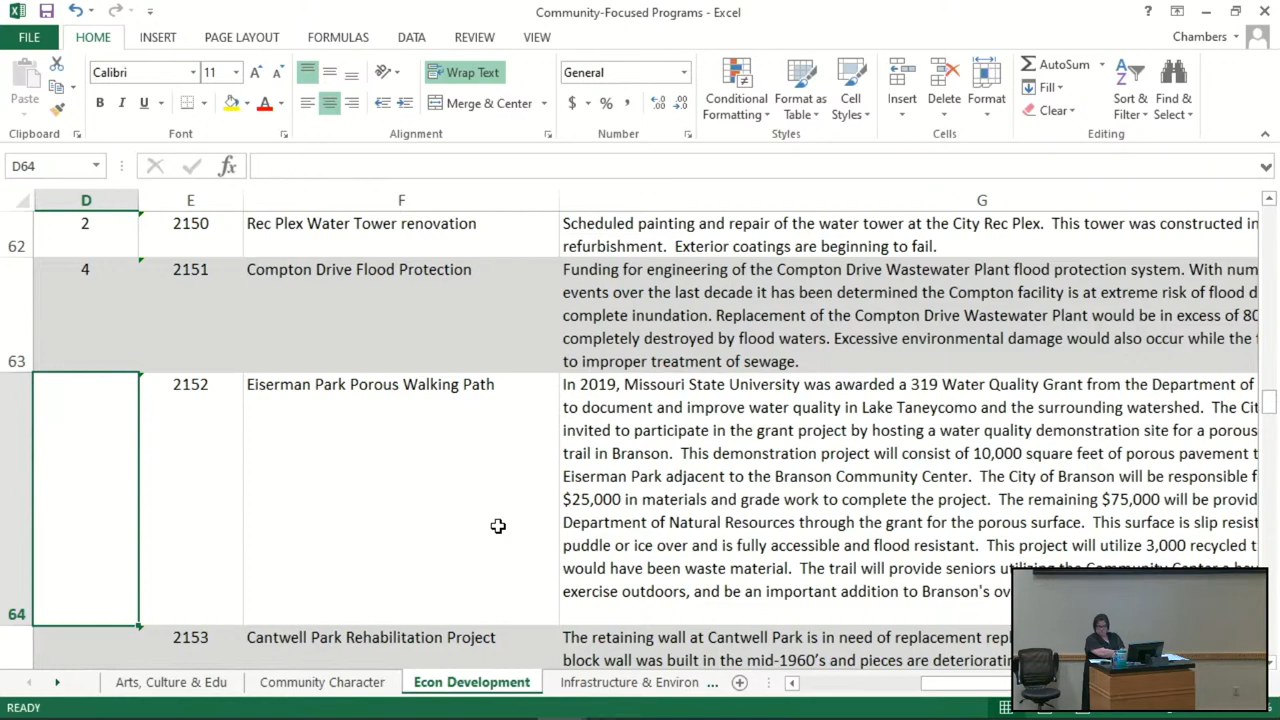 Community-Focused Programs - Excel
FILE HOME INSERT PAGE LAYOUT FORMULAS DATA REVIEW VIEW Chambers
Paste
Calibri 11
B I U A
Wrap Text
Merge & Center
General
$ % ,
Conditional Formatting
Format as Table
Cell Styles
Insert
Delete
Format
AutoSum
Fill
Clear
Sort & Filter
Find & Select
Clipboard Font Alignment Number Styles Cells Editing
D64 fx
D E F G
62 2 2150 Rec Plex Water Tower renovation
Scheduled painting and repair of the water tower at the City Rec Plex. This tower was constructed in
refurbishment. Exterior coatings are beginning to fail.
63 4 2151 Compton Drive Flood Protection
Funding for engineering of the Compton Drive Wastewater Plant flood protection system. With num
events over the last decade it has been determined the Compton facility is at extreme risk of flood d
complete inundation. Replacement of the Compton Drive Wastewater Plant would be in excess of 80
completely destroyed by flood waters. Excessive environmental damage would also occur while the
to improper treatment of sewage.
64 2152 Eiserman Park Porous Walking Path
In 2019, Missouri State University was awarded a 319 Water Quality Grant from the Department of
to document and improve water quality in Lake Taneycomo and the surrounding watershed. The Cit
invited to participate in the grant project by hosting a water quality demonstration site for a porous
trail in Branson. This demonstration project will consist of 10,000 square feet of porous pavement t
Eiserman Park adjacent to the Branson Community Center. The City of Branson will be responsible f
$25,000 in materials and grade work to complete the project. The remaining $75,000 will be provid
Department of Natural Resources through the grant for the porous surface. This surface is slip resist
puddle or ice over and is fully accessible and flood resistant. This project will utilize 3,000 recycled t
would have been waste material. The trail will provide seniors utilizing the Community Center a
exercise outdoors, and be an important addition to Branson's ov
2153 Cantwell Park Rehabilitation Project
The retaining wall at Cantwell Park is in need of replacement repl
block wall was built in the mid-1960's and pieces are deteriorating
Arts, Culture & Edu Community Character Econ Development Infrastructure & Environ ...
READY